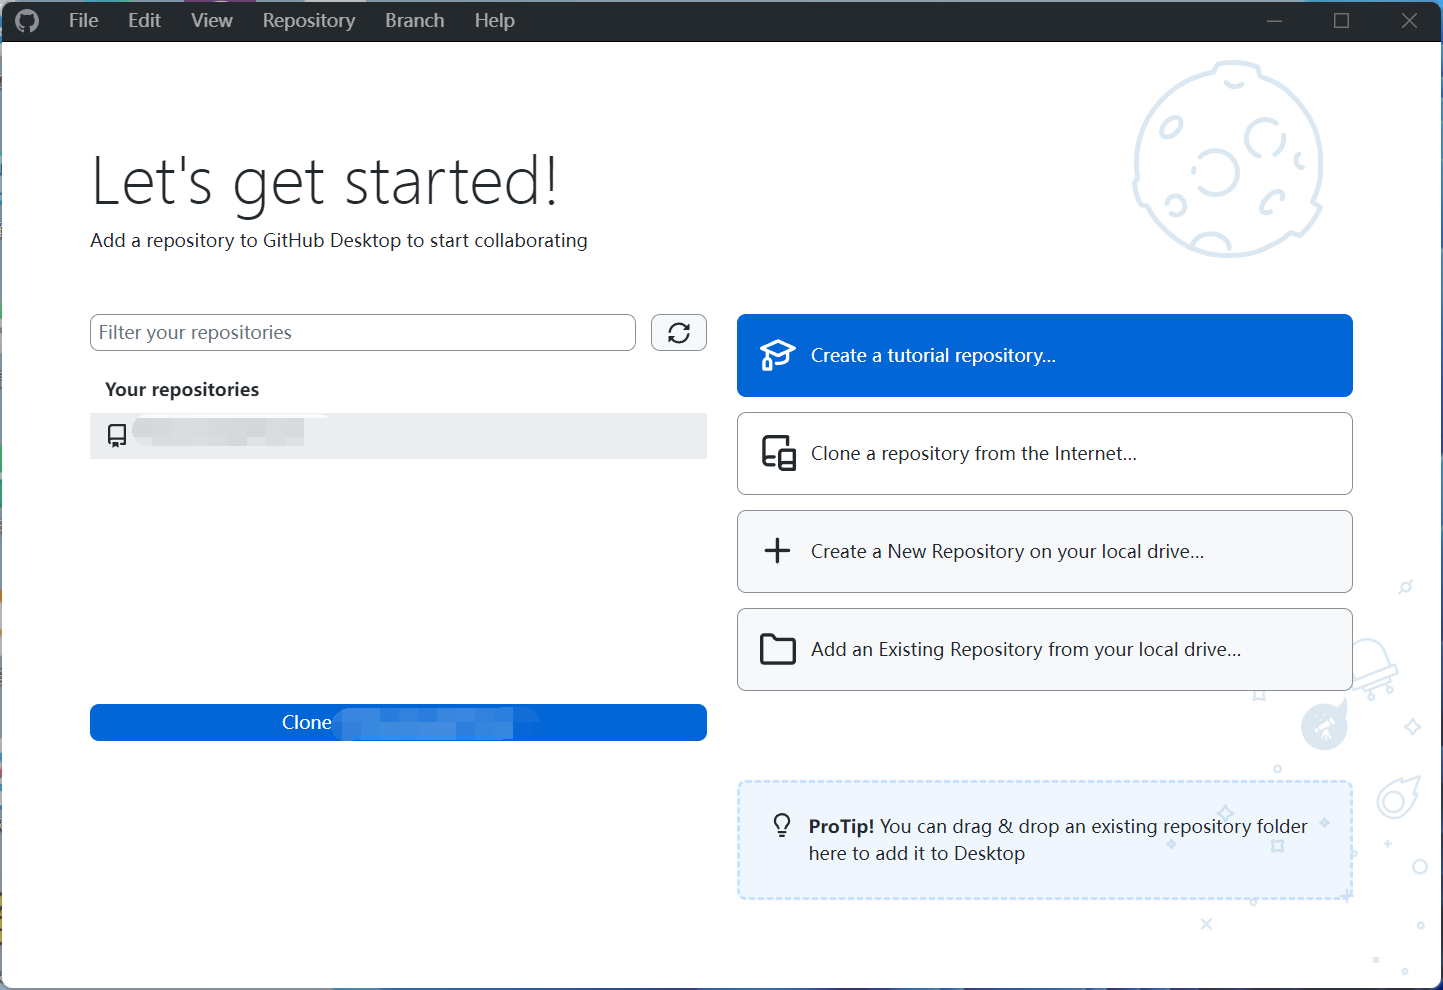 File Edit View Repository Branch Help
Let's get started!
Add a repository to GitHub Desktop to start collaborating
Filter your repositories
Your repositories
Clone
Create a tutorial repository...
Clone a repository from the Internet...
Create a New Repository on your local drive...
Add an Existing Repository from your local drive...
ProTip! You can drag & drop an existing repository folder
here to add it to Desktop